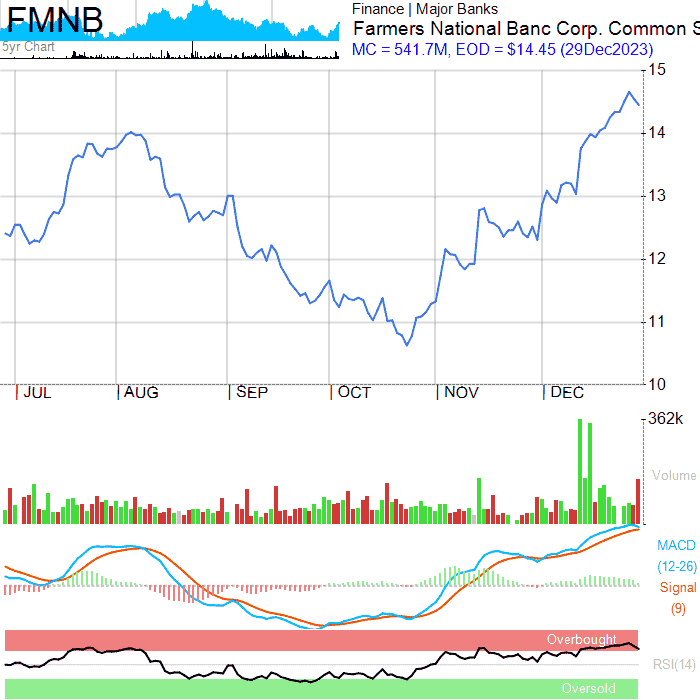 FMNB
5yr Chart
Finance | Major Banks
Farmers National Banc Corp. Common S
MC = 541.7M, EOD = $14.45 (29Dec2023)
15
14
13
12
11
10
JUL AUG SEP OCT NOV DEC
362k
Volume
MACD
(12-26)
Signal
(9)
Overbought
RSI(14)
Oversold